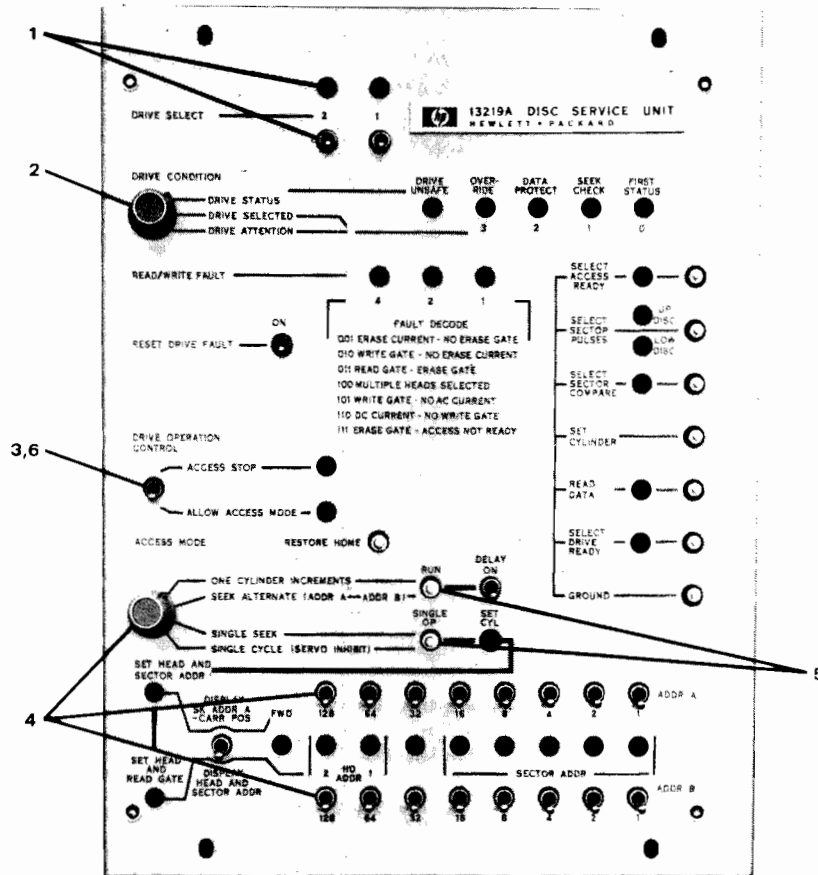 1
2 1
DRIVE SELECT
hp 13219A DISC SERVICE UNIT
HEWLETT • PACKARD
2
DRIVE CONDITION
DRIVE STATUS
DRIVE SELECTED
DRIVE ATTENTION
DRIVE UNSAFE
OVER-RIDE
DATA PROTECT
SEEK CHECK
FIRST STATUS
3 2 1 0
READ/WRITE FAULT
4 2 1
FAULT DECODE
001 ERASE CURRENT - NO ERASE GATE
010 WRITE GATE - NO ERASE CURRENT
011 READ GATE - ERASE GATE
100 MULTIPLE HEADS SELECTED
101 WRITE GATE - NO AC CURRENT
110 DC CURRENT - NO WRITE GATE
111 ERASE GATE - ACCESS NOT READY
ON
RESET DRIVE FAULT
SELECT ACCESS READY
SELECT SECTOR PULSES
UP DISC
LOW DISC
SELECT SECTOR COMPARE
SET CYLINDER
READ DATA
SELECT DRIVE READY
GROUND
3,6
DRIVE OPERATION CONTROL
ACCESS STOP
ALLOW ACCESS MODE
ACCESS MODE
RESTORE HOME
ONE CYLINDER INCREMENTS
SEEK ALTERNATE (ADDR A - ADDR B)
SINGLE SEEK
SINGLE CYCLE (SERVO INHIBIT)
RUN
DELAY ON
SINGLE OP
SET CYL
5
4
SET HEAD AND SECTOR ADDR
DISPLAY SK ADDR A -CARR POS
FWD
128 64 32 16 8 4 2 1 ADDR A
SET HEAD AND READ GATE
DISPLAY HEAD AND SECTOR ADDR
2 HD ADDR 1
SECTOR ADDR
128 64 32 16 8 4 2 1 ADDR B